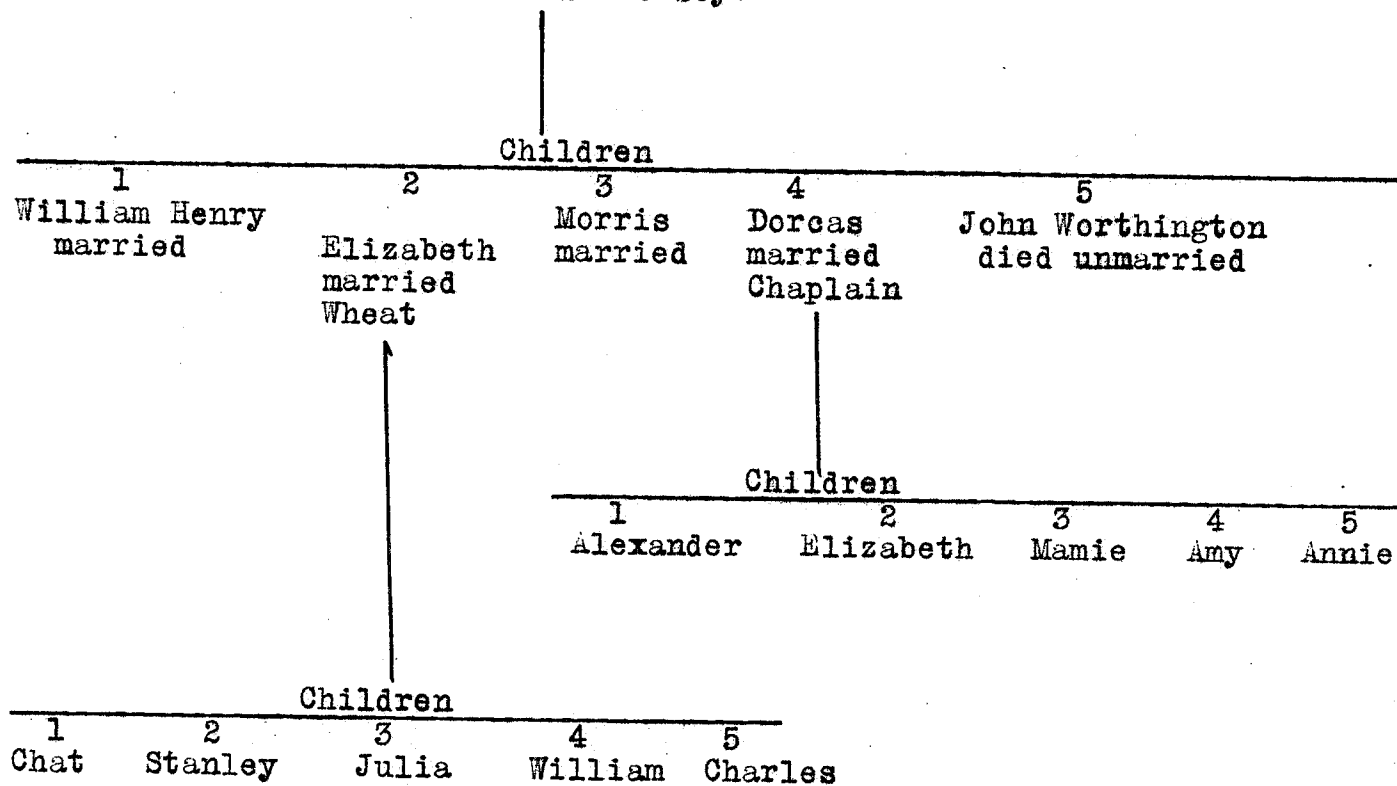 Children
1 2 3 4 5
William Henry
married
Elizabeth
married
Wheat
Morris
married
Dorcas
married
Chaplain
John Worthington
died unmarried
Children
1 2 3 4 5
Alexander Elizabeth Mamie Amy Annie
Children
1 2 3 4 5
Chat Stanley Julia William Charles